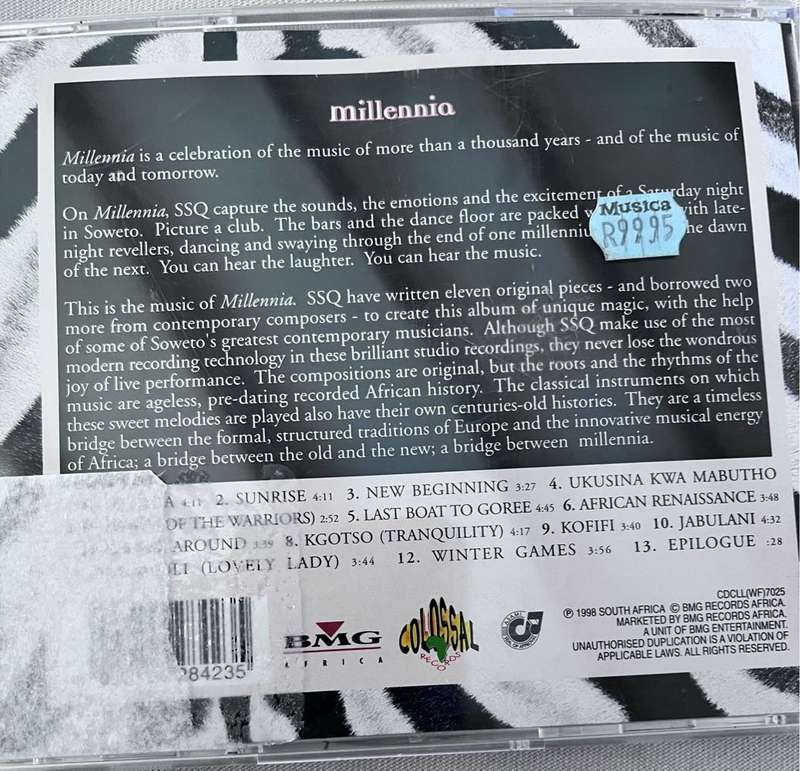 millennia
Millennia is a celebration of the music of more than a thousand years - and of the music of
today and tomorrow.
On Millennia, SSQ capture the sounds, the emotions and the excitement of a Saturday night
in Soweto. Picture a club. The bars and the dance floor are packed with late-
night revellers, dancing and swaying through the end of one the dawn
of the next. You can hear the laughter. You can hear the music.
Musica
R99.95
This is the music of Millennia. SSQ have written eleven original pieces - and borrowed two
more from contemporary composers - to create this album of unique magic, with the help
of some of Soweto's greatest contemporary musicians. Although SSQ make use of the most
modern recording technology in these brilliant studio recordings, they never lose the wondrous
joy of live performance. The compositions are original, but the roots and the rhythms of the
music are ageless, pre-dating recorded African history. The classical instruments on which
these sweet melodies are played also have their own centuries-old histories. They are a timeless
bridge between the formal, structured traditions of Europe and the innovative musical energy
of Africa; a bridge between the old and the new; a bridge between millennia.
2. SUNRISE 4:11 3. NEW BEGINNING 3:27 4. UKUSINA KWA MABUTHO
OF THE WARRIORS) 2:52 5. LAST BOAT TO GOREE 4:45 6. AFRICAN RENAISSANCE 3:48
AROUND 3:39 8. KGOTSO (TRANQUILITY) 4:17 9. KOFIFI 3:40 10. JABULANI 4:32
(LOVELY LADY) 3:44 12. WINTER GAMES 3:56 13. EPILOGUE :28
CDCLL(WF)7025
℗ 1998 SOUTH AFRICA © BMG RECORDS AFRICA.
MARKETED BY BMG RECORDS AFRICA.
A UNIT OF BMG ENTERTAINMENT.
UNAUTHORISED DUPLICATION IS A VIOLATION OF
APPLICABLE LAWS. ALL RIGHTS RESERVED.
BMG
AFRICA
COLOSSAL
RECORDS
84235